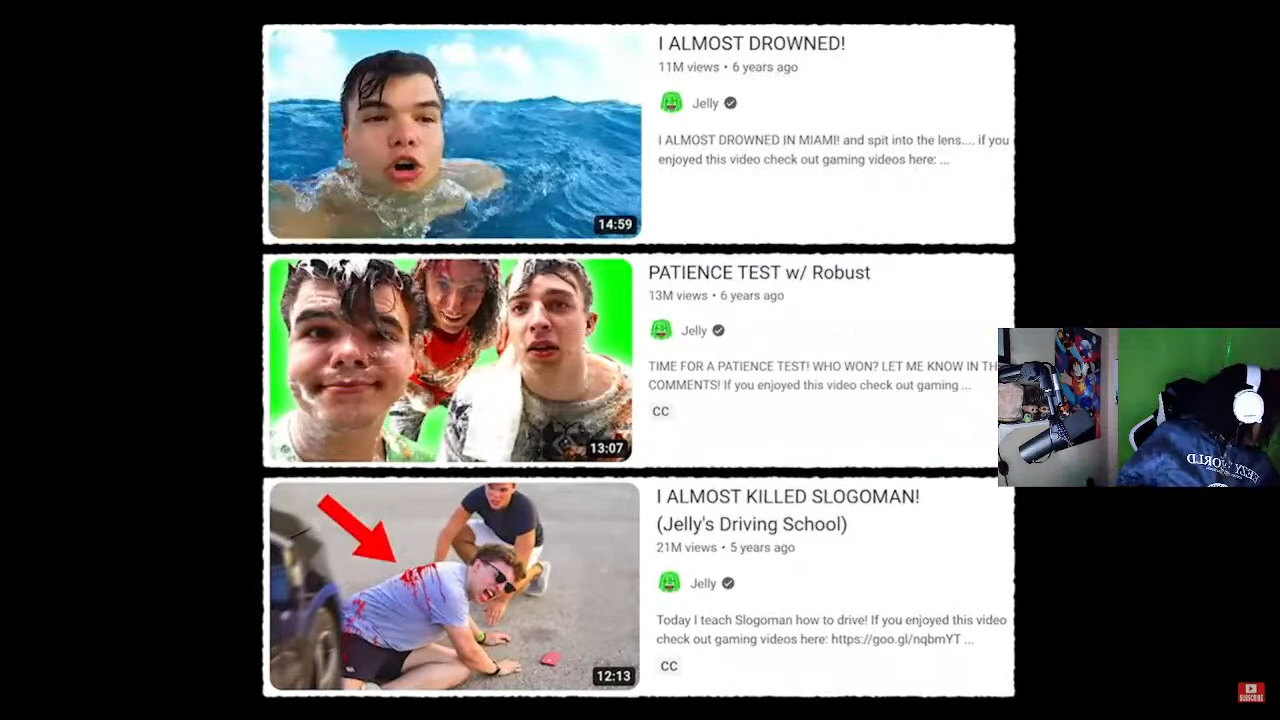 I ALMOST DROWNED!
11M views • 6 years ago
Jelly
I ALMOST DROWNED IN MIAMI! and spit into the lens.... if you
enjoyed this video check out gaming videos here: ...
14:59
PATIENCE TEST w/ Robust
13M views • 6 years ago
Jelly
TIME FOR A PATIENCE TEST! WHO WON? LET ME KNOW IN TH
COMMENTS! If you enjoyed this video check out gaming ...
CC
13:07
I ALMOST KILLED SLOGOMAN!
(Jelly's Driving School)
21M views • 5 years ago
Jelly
Today I teach Slogoman how to drive! If you enjoyed this video
check out gaming videos here: https://goo.gl/nqbmYT ...
CC
12:13
WORLD
SUBSCRIBE